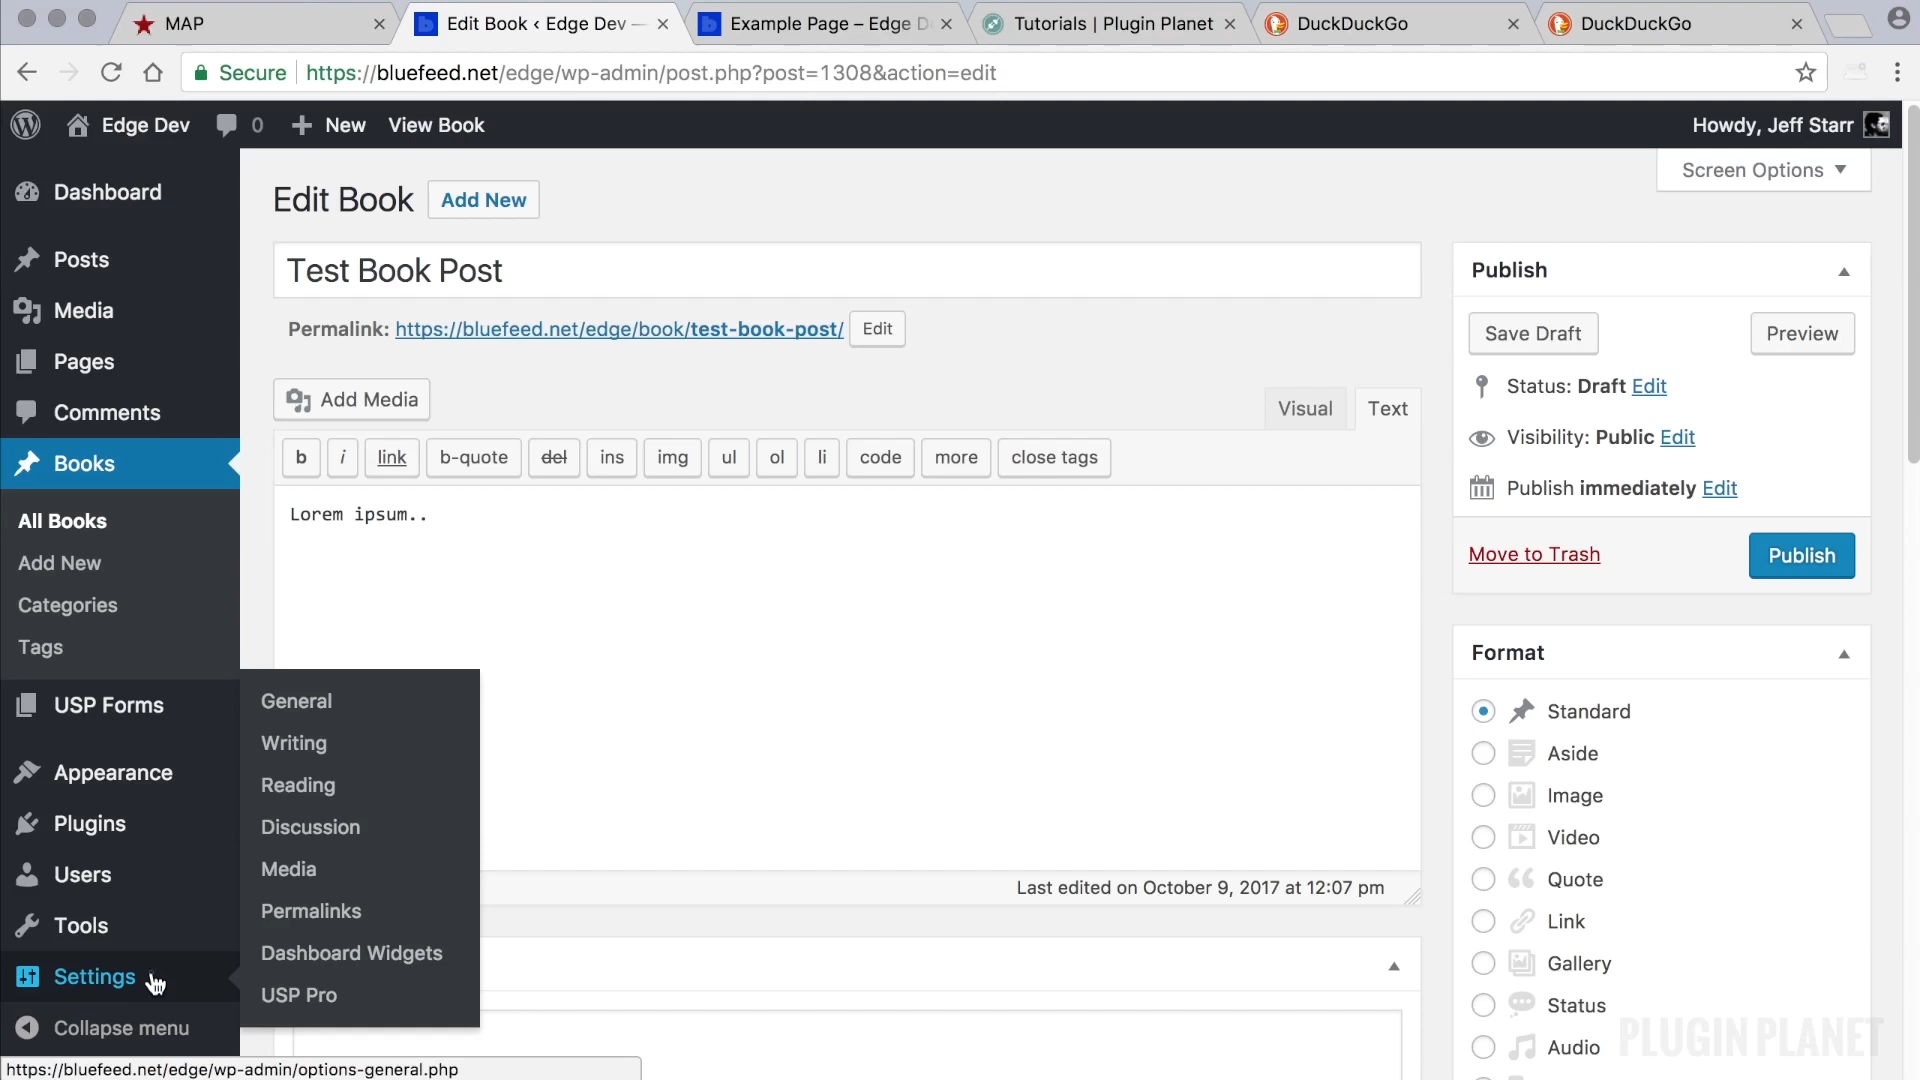 MAP
Edit Book ‹ Edge Dev —
Example Page – Edge D
Tutorials | Plugin Planet
DuckDuckGo
DuckDuckGo
Secure
https://bluefeed.net/edge/wp-admin/post.php?post=1308&action=edit
Edge Dev
0
New
View Book
Howdy, Jeff Starr
Screen Options
Dashboard
Posts
Media
Pages
Comments
Books
All Books
Add New
Categories
Tags
USP Forms
Appearance
Plugins
Users
Tools
Settings
Collapse menu
General
Writing
Reading
Discussion
Media
Permalinks
Dashboard Widgets
USP Pro
Edit Book
Add New
Test Book Post
Permalink: https://bluefeed.net/edge/book/test-book-post/
Edit
Add Media
Visual
Text
b
i
link
b-quote
del
ins
img
ul
ol
li
code
more
close tags
Lorem ipsum..
Last edited on October 9, 2017 at 12:07 pm
Publish
Save Draft
Preview
Status: Draft Edit
Visibility: Public Edit
Publish immediately Edit
Move to Trash
Publish
Format
Standard
Aside
Image
Video
Quote
Link
Gallery
Status
Audio
PLUGIN PLANET
https://bluefeed.net/edge/wp-admin/options-general.php